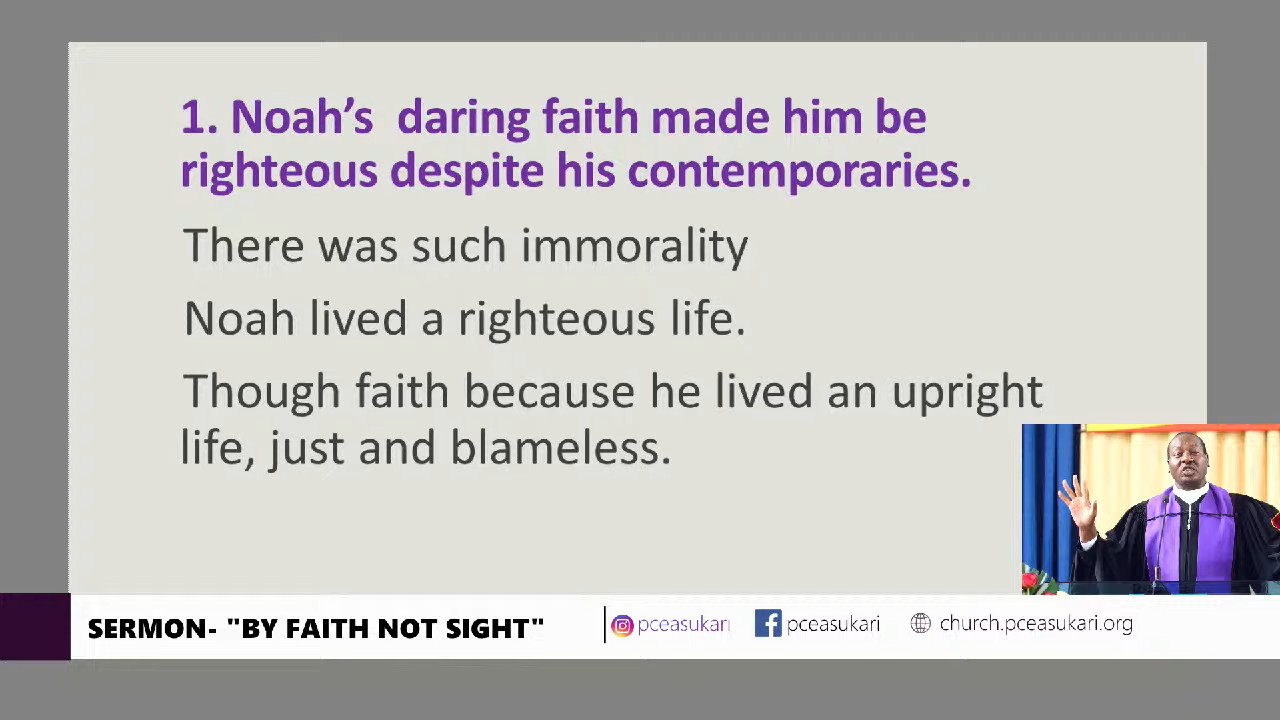 1. Noah’s  daring faith made him be
righteous despite his contemporaries.
There was such immorality
Noah lived a righteous life.
Though faith because he lived an upright
life, just and blameless.
SERMON- "BY FAITH NOT SIGHT"
pceasukari
pceasukari
church.pceasukari.org